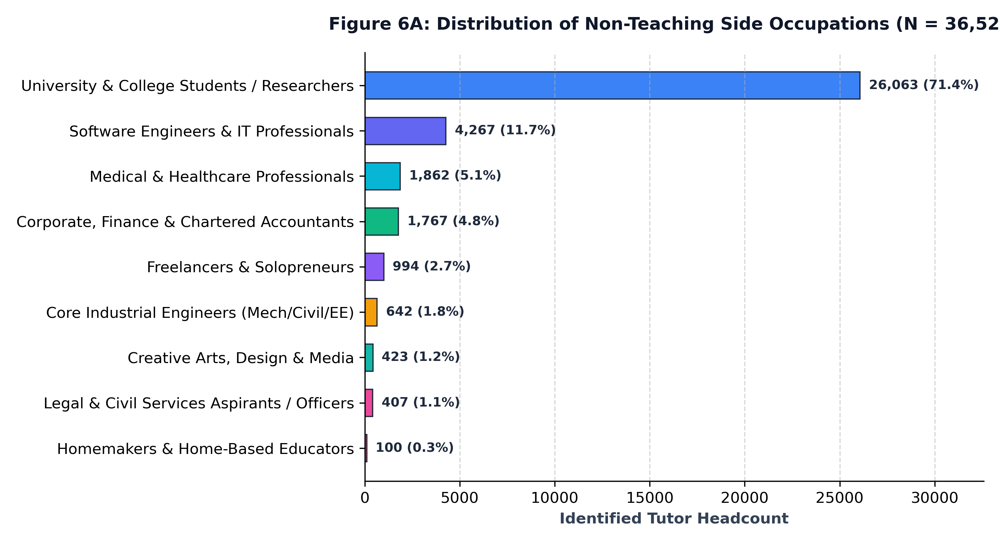 Figure 6A: Distribution of Non-Teaching Side Occupations (N = 36,52
University & College Students / Researchers 26,063 (71.4%)
Software Engineers & IT Professionals 4,267 (11.7%)
Medical & Healthcare Professionals 1,862 (5.1%)
Corporate, Finance & Chartered Accountants 1,767 (4.8%)
Freelancers & Solopreneurs 994 (2.7%)
Core Industrial Engineers (Mech/Civil/EE) 642 (1.8%)
Creative Arts, Design & Media 423 (1.2%)
Legal & Civil Services Aspirants / Officers 407 (1.1%)
Homemakers & Home-Based Educators 100 (0.3%)
0 5000 10000 15000 20000 25000 30000
Identified Tutor Headcount